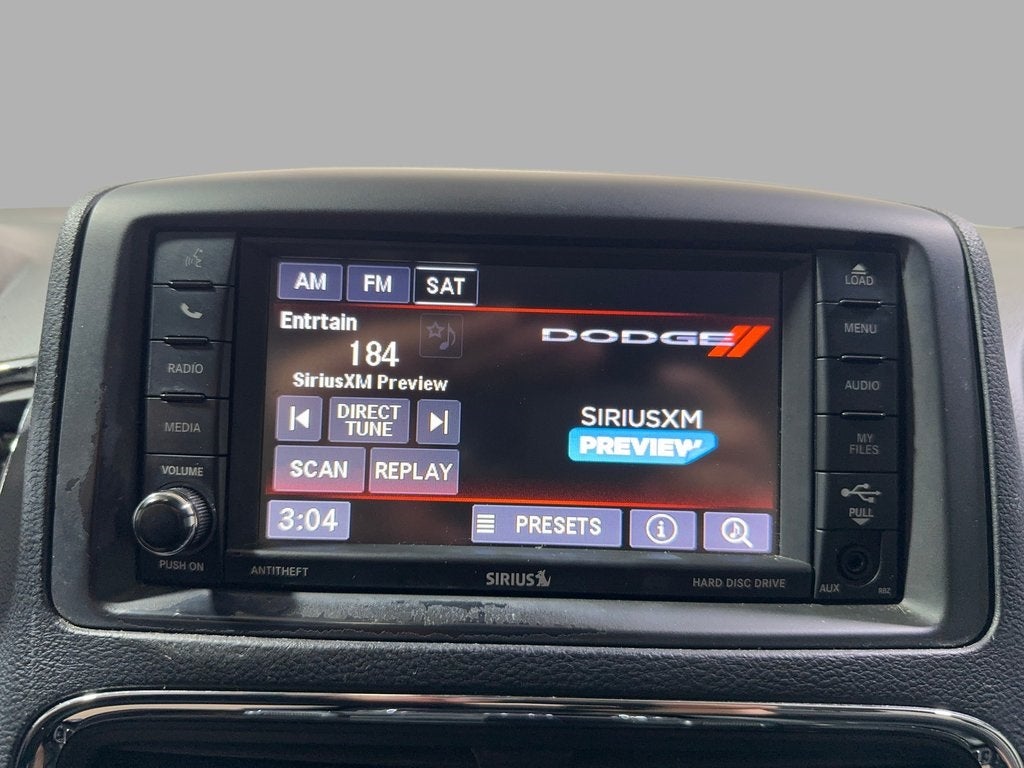 AM FM SAT
Entrtain
184
SiriusXM Preview
DIRECT
TUNE
SCAN REPLAY
3:04
DODGE
SIRIUSXM
PREVIEW
PRESETS
RADIO
MEDIA
VOLUME
PUSH ON
LOAD
MENU
AUDIO
MY
FILES
PULL
AUX
RBZ
ANTITHEFT
SIRIUS
HARD DISC DRIVE